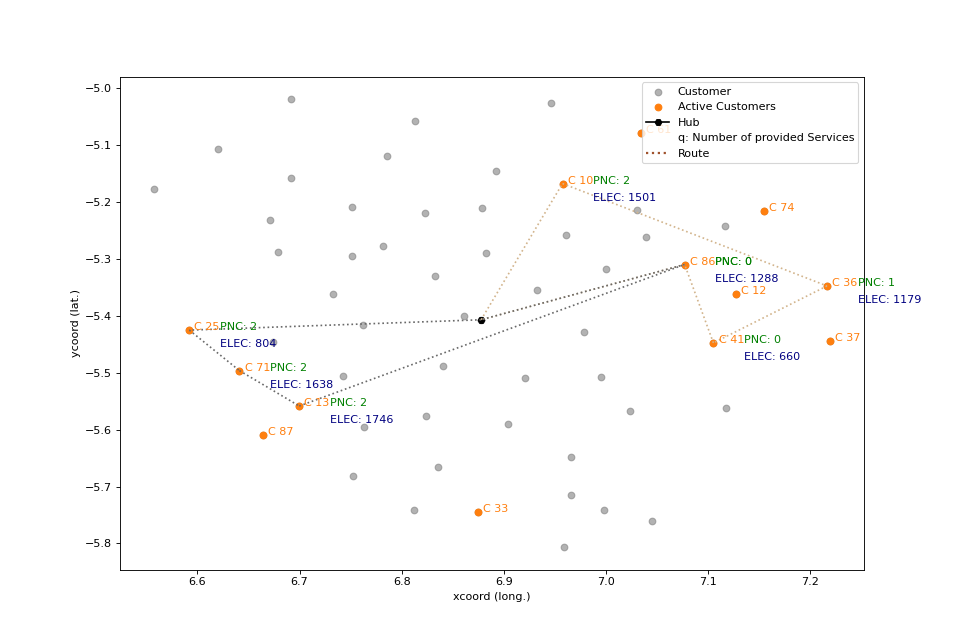 Customer
Active Customers
Hub
q: Number of provided Services
Route
C 61
C 10 PNC: 2
ELEC: 1501
C 74
C 86 PNC: 0
ELEC: 1288
C 12
C 36 PNC: 1
ELEC: 1179
C 25 PNC: 2
ELEC: 804
C 41 PNC: 0
ELEC: 660
C 37
C 71 PNC: 2
ELEC: 1638
C 13 PNC: 2
ELEC: 1746
C 87
C 33
−5.0
−5.1
−5.2
−5.3
−5.4
−5.5
−5.6
−5.7
−5.8
ycoord (lat.)
6.6 6.7 6.8 6.9 7.0 7.1 7.2
xcoord (long.)